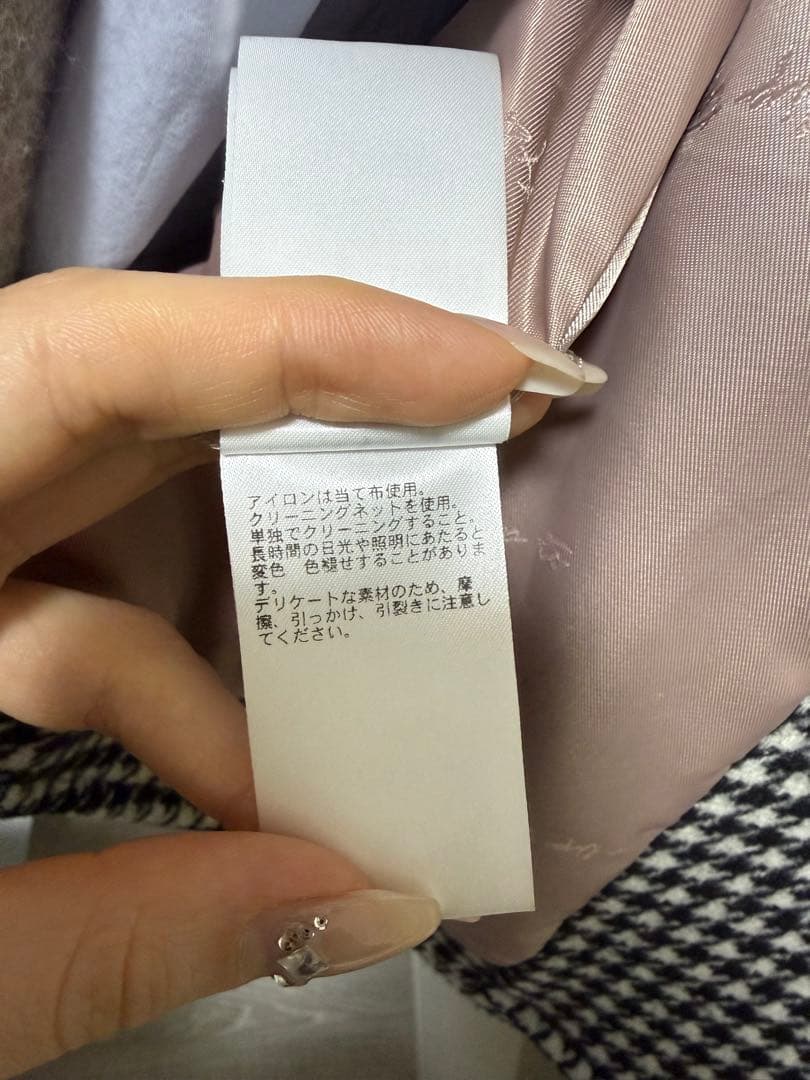 アイロンは当て布使用。
クリーニングネットを使用。
単独でクリーニングすること。
長時間の日光や照明にあたると
変色　色褪せすることがありま
す。
デリケートな素材のため、摩
擦、引っかけ、引裂きに注意し
てください。